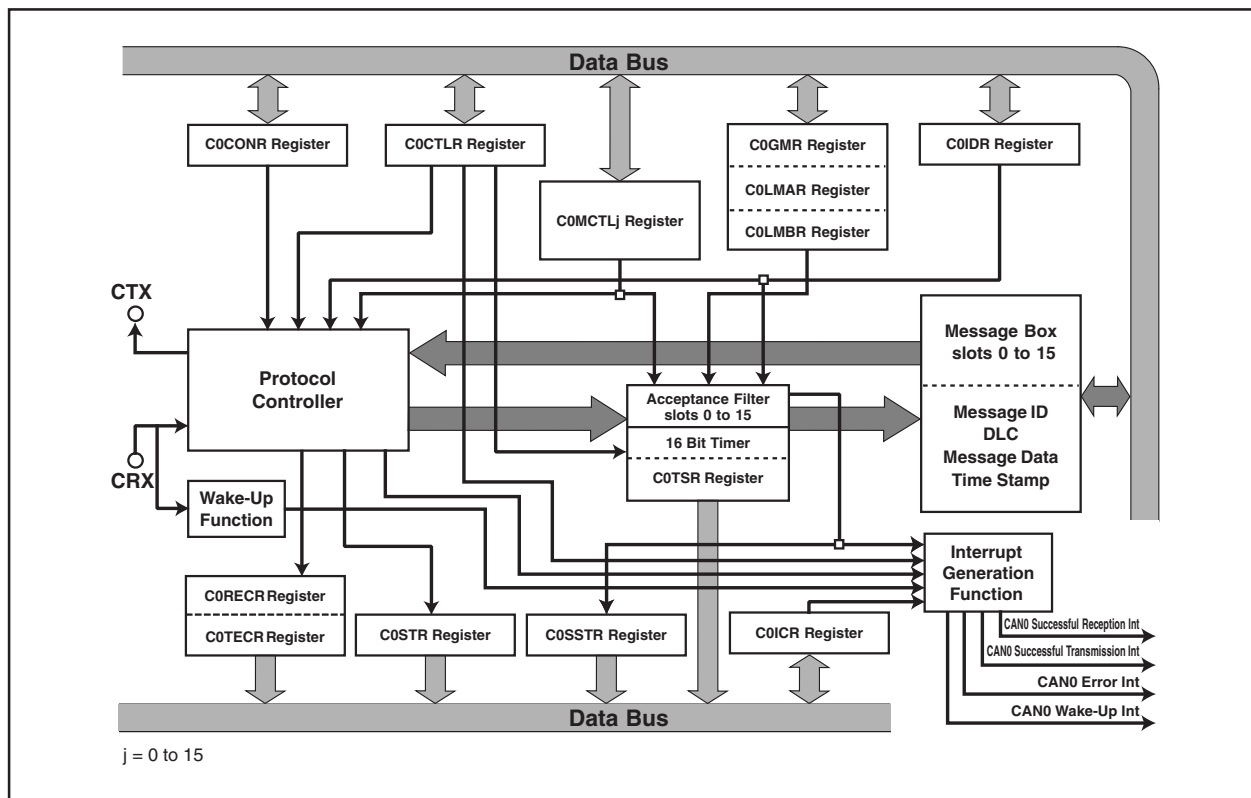 Data Bus
C0CONR Register
C0CTLR Register
C0GMR Register
C0IDR Register
C0LMAR Register
C0MCTLj Register
C0LMBR Register
CTX
Message Box
slots 0 to 15
Protocol
Controller
Acceptance Filter
slots 0 to 15
Message ID
DLC
Message Data
Time Stamp
16 Bit Timer
C0TSR Register
CRX
Wake-Up
Function
Interrupt
Generation
Function
C0RECR Register
C0TECR Register
C0STR Register
C0SSTR Register
C0ICR Register
CAN0 Successful Reception Int
CAN0 Successful Transmission Int
CAN0 Error Int
CAN0 Wake-Up Int
Data Bus
j = 0 to 15